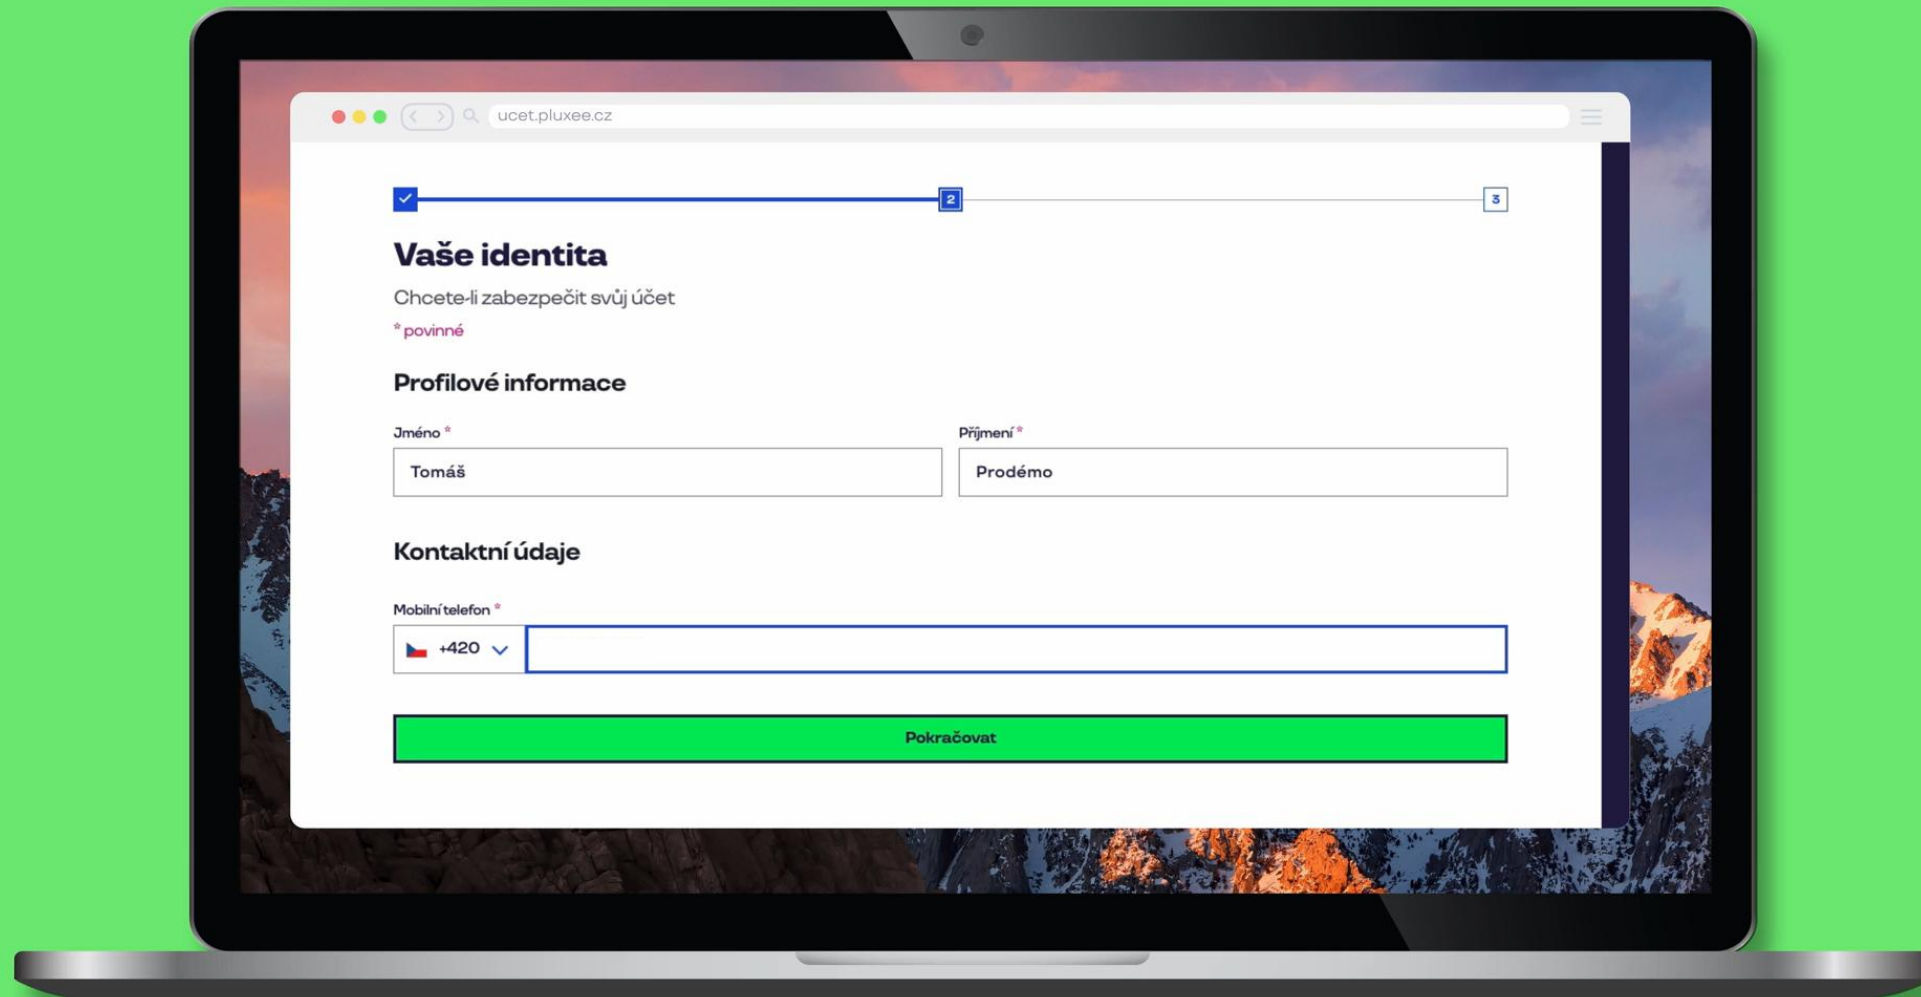 ucet.pluxee.cz
2
3
Vaše identita
Chcete-li zabezpečit svůj účet
* povinné
Profilové informace
Jméno * Příjmení *
Tomáš Prodémo
Kontaktní údaje
Mobilní telefon *
+420
Pokračovat